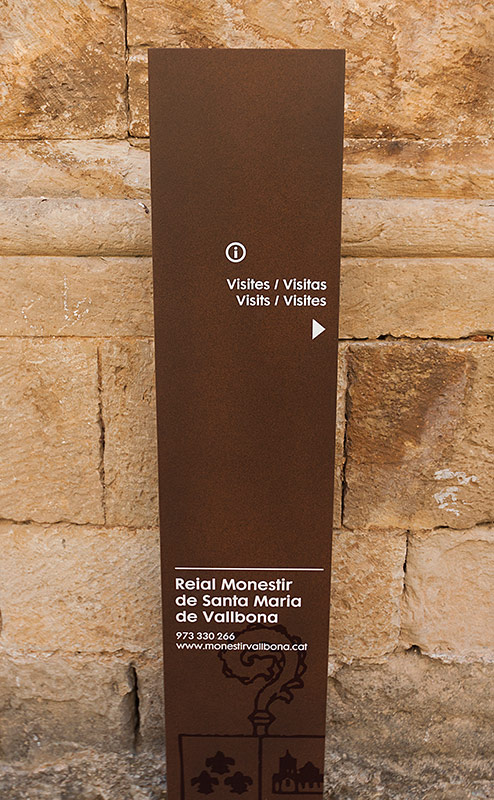 Visites / Visitas
Visits / Visites
Reial Monestir
de Santa Maria
de Vallbona
973 330 266
www.monestirvallbona.cat